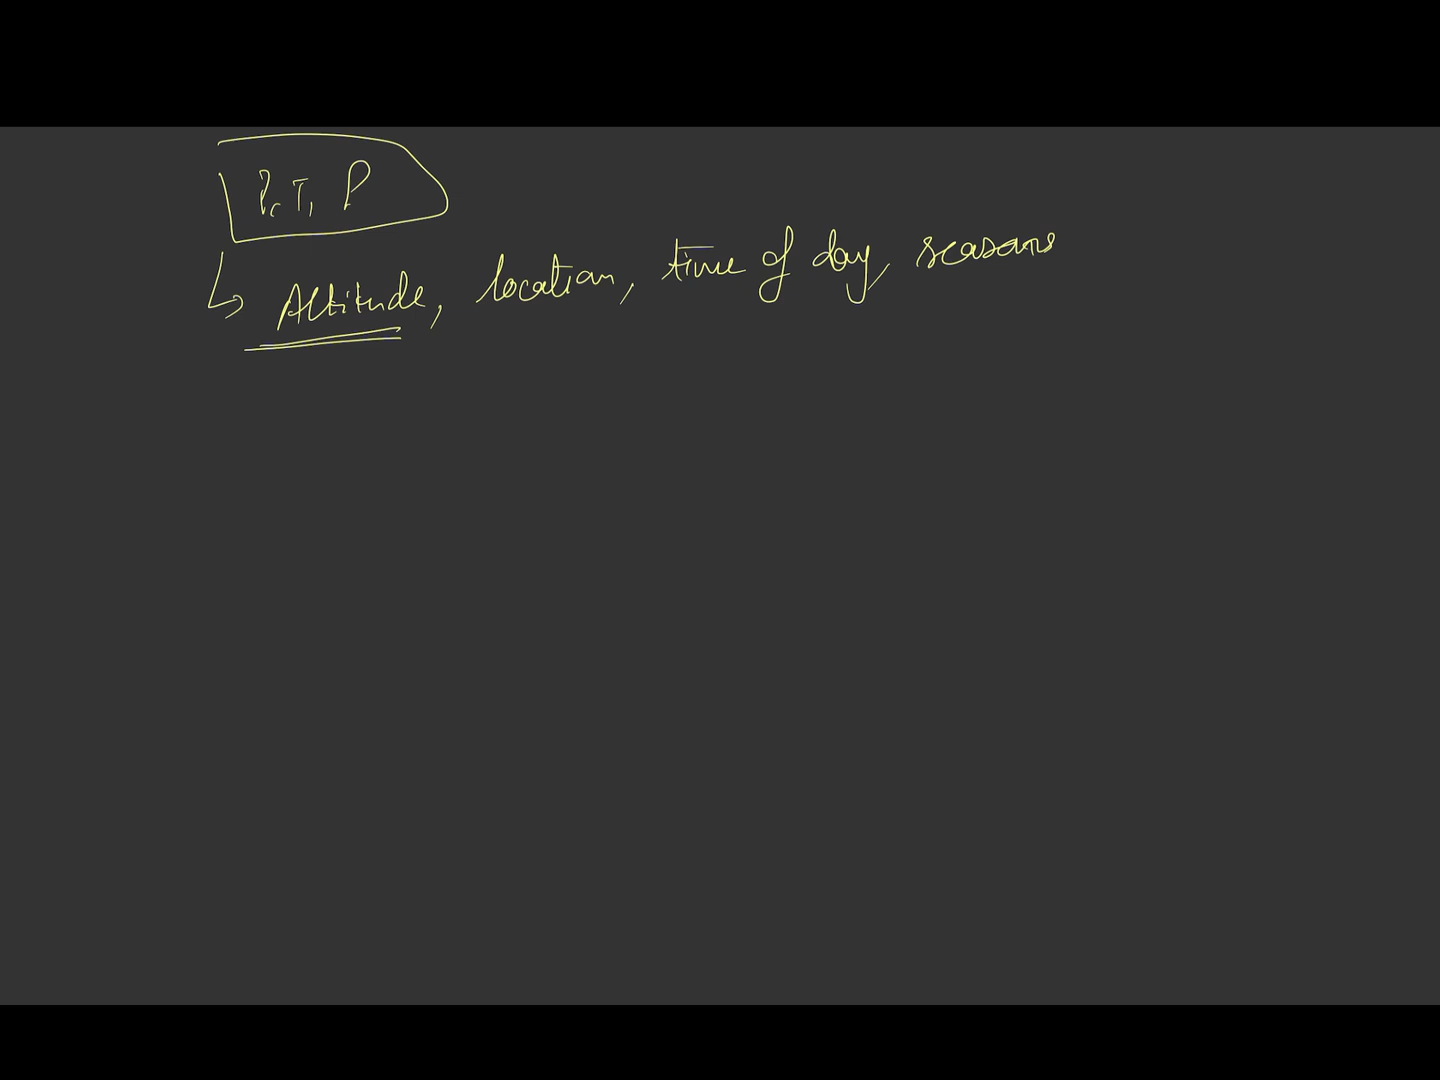 P, T, ρ
Altitude, location, time of day, seasons